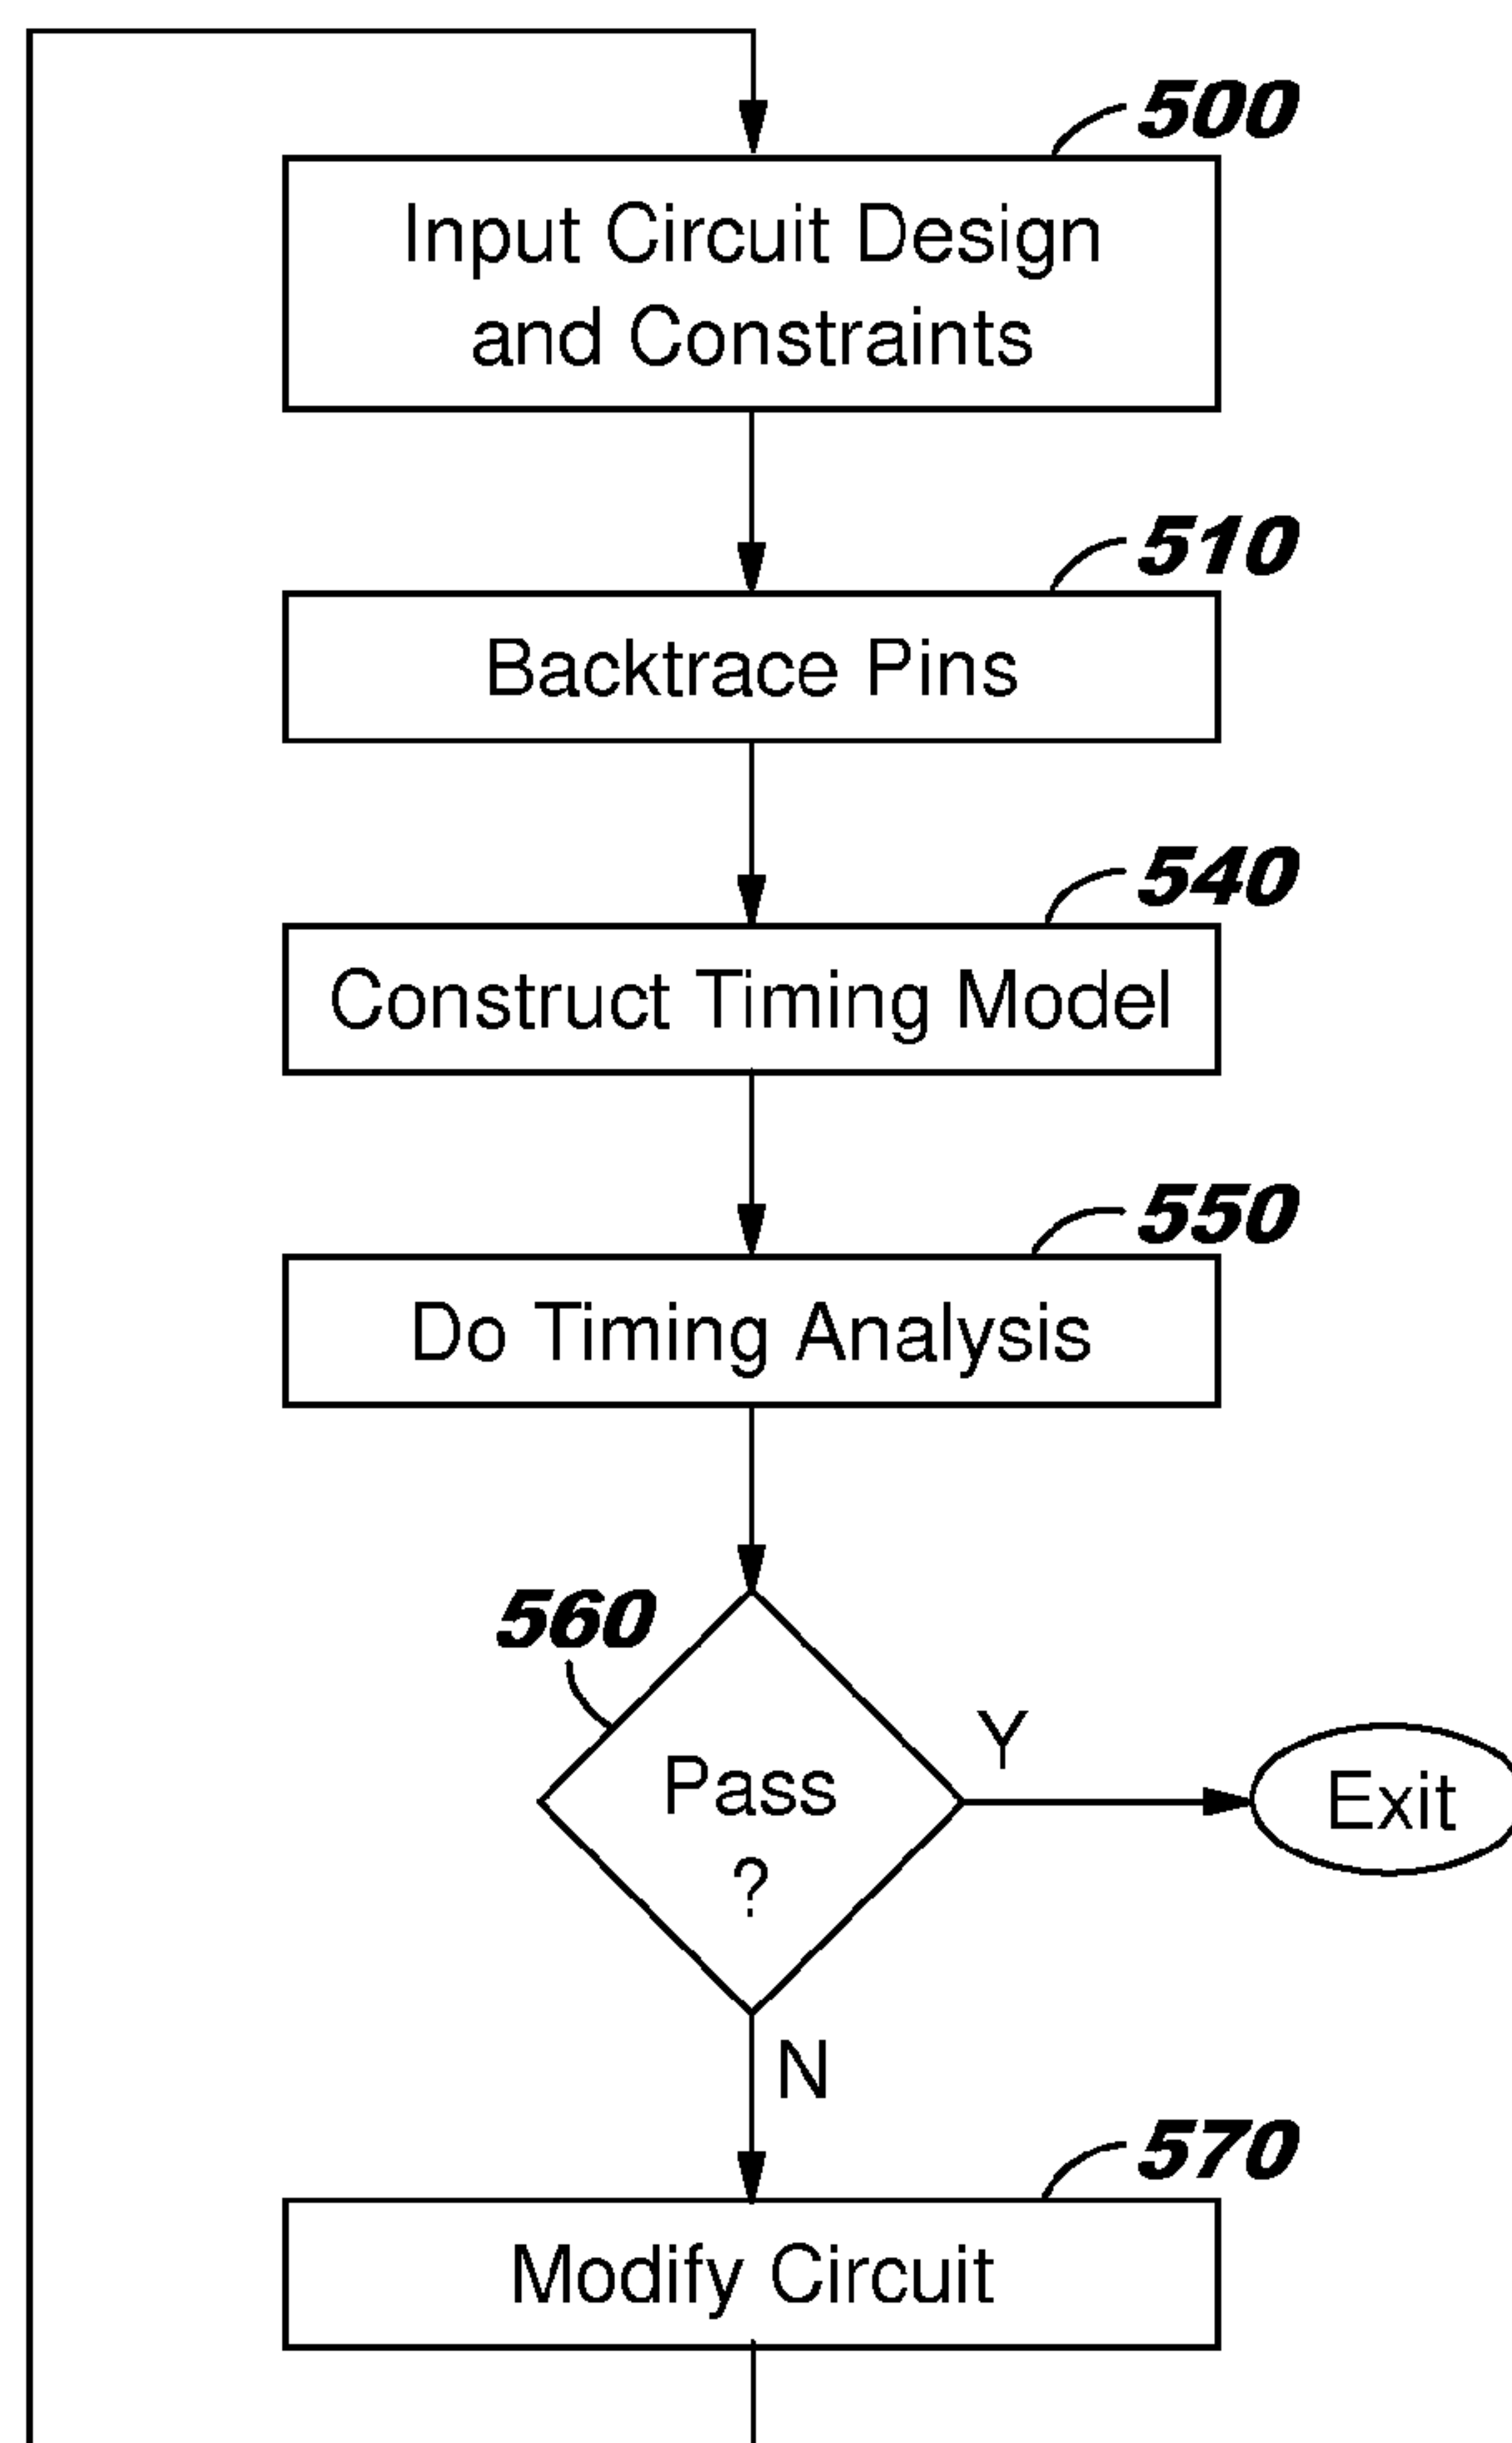 500
Input Circuit Design
and Constraints
510
Backtrace Pins
540
Construct Timing Model
550
Do Timing Analysis
560
Pass
?
Y
Exit
N
570
Modify Circuit